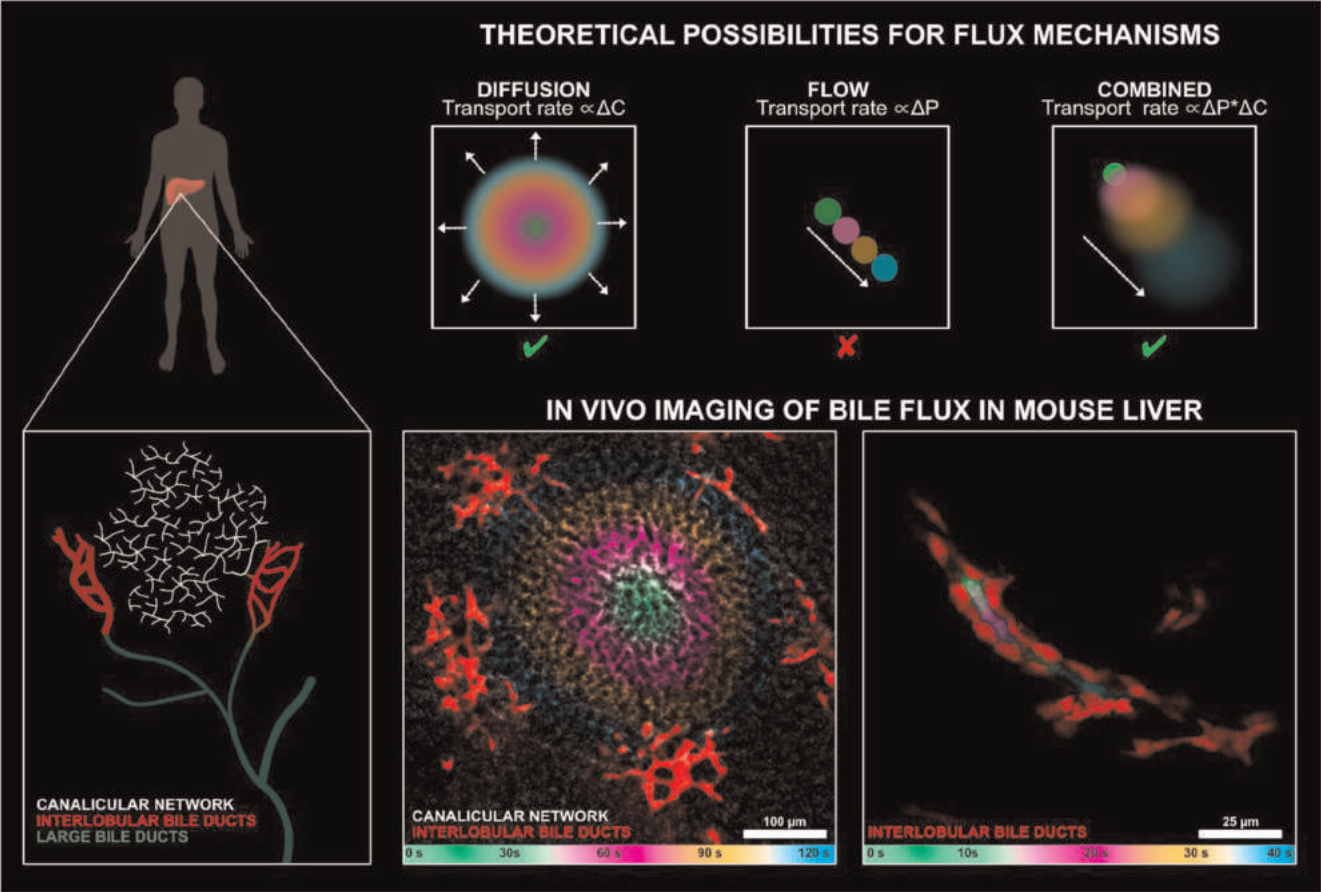 THEORETICAL POSSIBILITIES FOR FLUX MECHANISMS
DIFFUSION
Transport rate ∝ΔC
FLOW
Transport rate ∝ΔP
COMBINED
Transport rate ∝ΔP*ΔC
IN VIVO IMAGING OF BILE FLUX IN MOUSE LIVER
CANALICULAR NETWORK
INTERLOBULAR BILE DUCTS
LARGE BILE DUCTS
CANALICULAR NETWORK
INTERLOBULAR BILE DUCTS
100 µm
0 s 30s 60 s 90 s 120 s
INTERLOBULAR BILE DUCTS
25 µm
0 s 10s 20 s 30 s 40 s